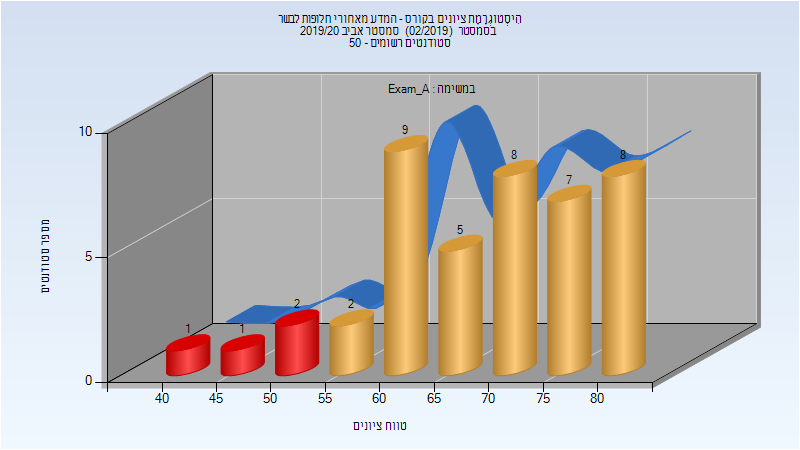 היסטוגרמת ציונים בקורס - המדע מאחורי חלופות לבשר
בסמסטר (02/2019) סמסטר אביב 2019/20
סטודנטים רשומים - 50
במשימה : Exam_A
10
5
0
מספר סטודנטים
1
1
2
2
9
5
8
7
8
40 45 50 55 60 65 70 75 80
טווח ציונים